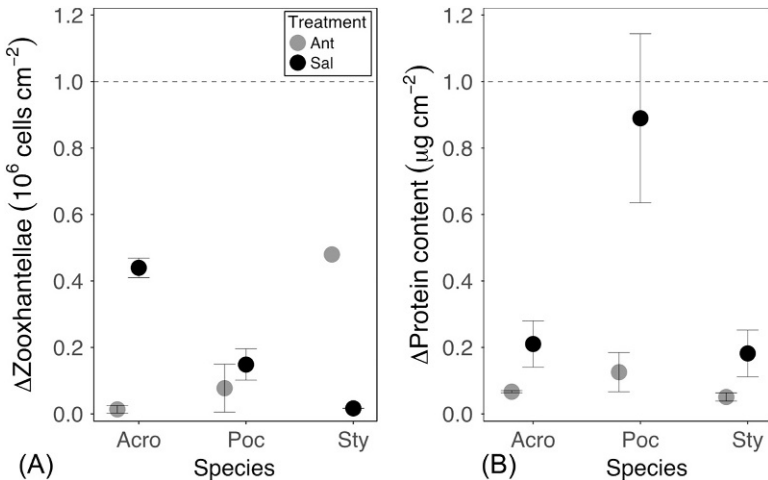 ΔZooxhantellae (10⁶ cells cm⁻²)
1.2
1.0
0.8
0.6
0.4
0.2
0.0
Treatment
Ant
Sal
Acro Poc Sty
Species
(A)
ΔProtein content (µg cm⁻²)
1.2
1.0
0.8
0.6
0.4
0.2
0.0
Acro Poc Sty
Species
(B)